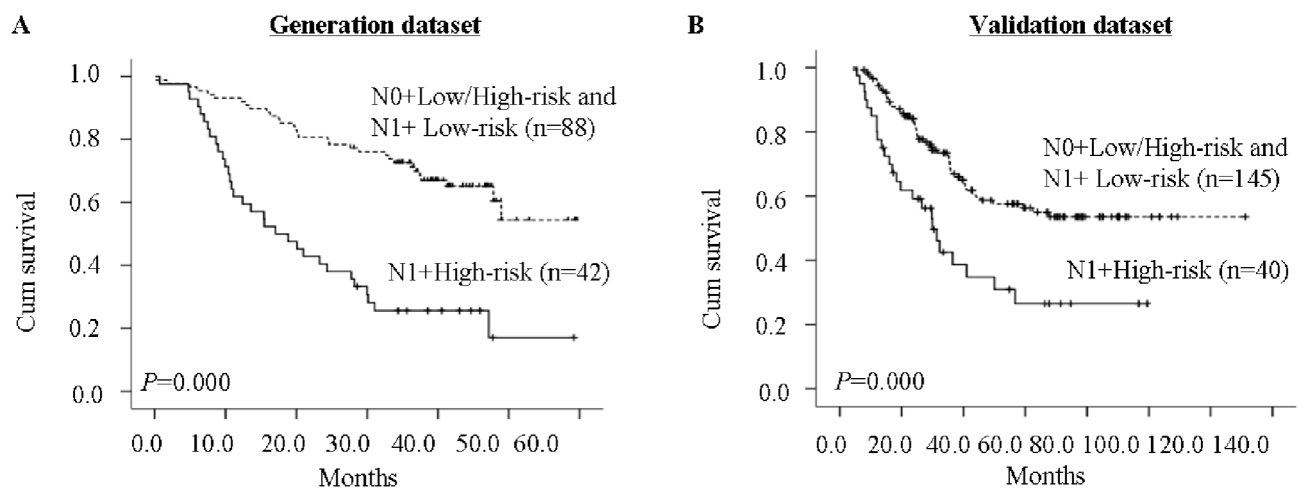 A
Generation dataset
Cum survival
1.0
0.8
0.6
0.4
0.2
0.0
N0+Low/High-risk and
N1+ Low-risk (n=88)
N1+High-risk (n=42)
P=0.000
0.0 10.0 20.0 30.0 40.0 50.0 60.0
Months
B
Validation dataset
Cum survival
1.0
0.8
0.6
0.4
0.2
0.0
N0+Low/High-risk and
N1+ Low-risk (n=145)
N1+High-risk (n=40)
P=0.000
0.0 20.0 40.0 60.0 80.0 100.0 120.0 140.0
Months